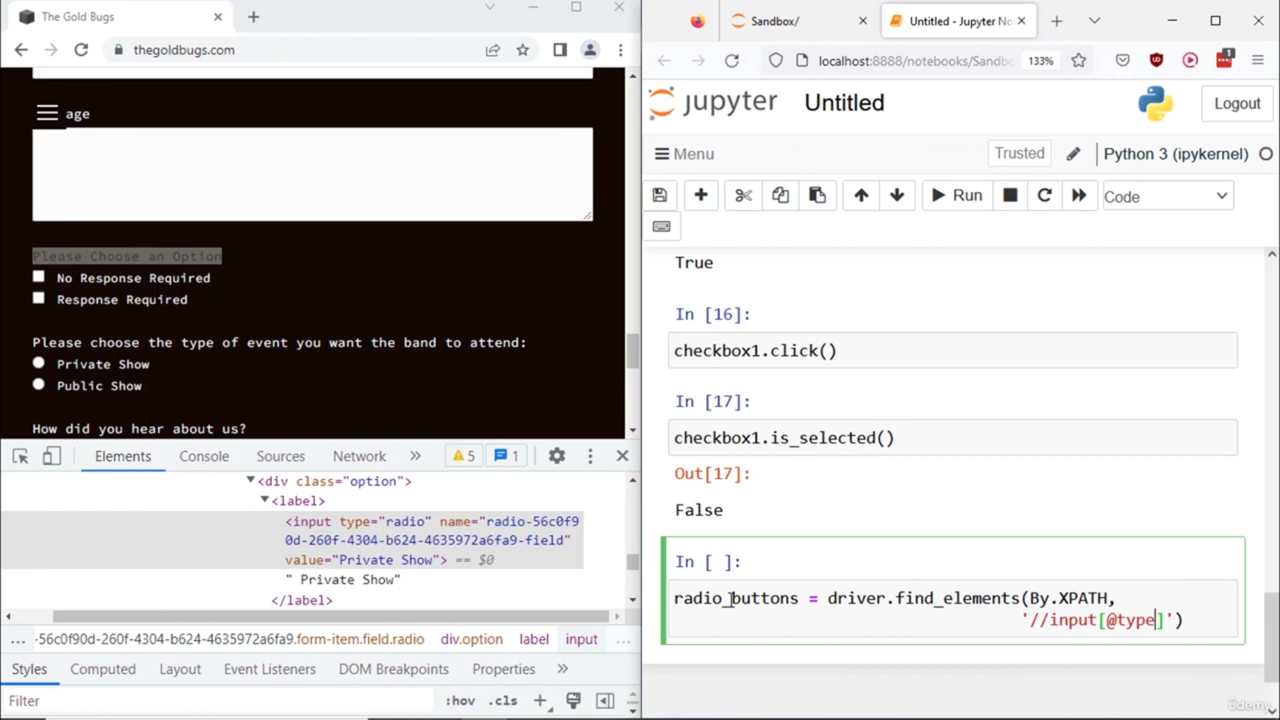 The Gold Bugs
thegoldbugs.com
age
Please Choose an Option
No Response Required
Response Required
Please choose the type of event you want the band to attend:
Private Show
Public Show
How did you hear about us?
Elements Console Sources Network 5 1
<div class="option">
<label>
<input type="radio" name="radio-56c0f9
0d-260f-4304-b624-4635972a6fa9-field"
value="Private Show"> == $0
" Private Show"
</label>
... -56c0f90d-260f-4304-b624-4635972a6fa9.form-item.field.radio div.option label input
Styles Computed Layout Event Listeners DOM Breakpoints Properties
Filter :hov .cls
Sandbox/ Untitled - Jupyter No
localhost:8888/notebooks/Sandb 133% 1
jupyter Untitled Logout
Menu Trusted Python 3 (ipykernel)
Run Code
True
In [16]:
checkbox1.click()
In [17]:
checkbox1.is_selected()
Out[17]:
False
In [ ]:
radio_buttons = driver.find_elements(By.XPATH,
'//input[@type]')
ûdemy